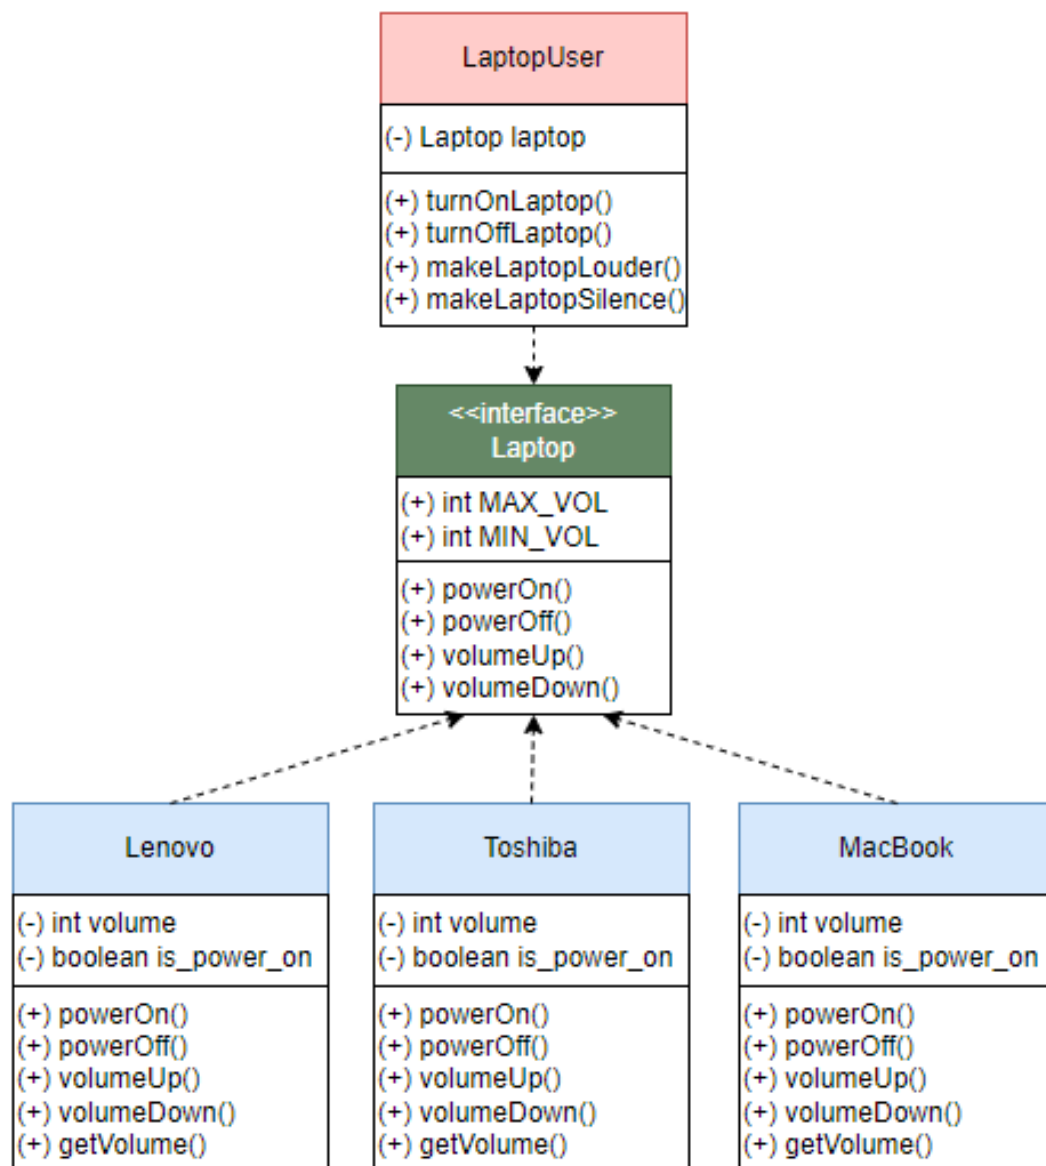 LaptopUser
(-) Laptop laptop
(+) turnOnLaptop()
(+) turnOffLaptop()
(+) makeLaptopLouder()
(+) makeLaptopSilence()
<<interface>>
Laptop
(+) int MAX_VOL
(+) int MIN_VOL
(+) powerOn()
(+) powerOff()
(+) volumeUp()
(+) volumeDown()
Lenovo
(-) int volume
(-) boolean is_power_on
(+) powerOn()
(+) powerOff()
(+) volumeUp()
(+) volumeDown()
(+) getVolume()
Toshiba
(-) int volume
(-) boolean is_power_on
(+) powerOn()
(+) powerOff()
(+) volumeUp()
(+) volumeDown()
(+) getVolume()
MacBook
(-) int volume
(-) boolean is_power_on
(+) powerOn()
(+) powerOff()
(+) volumeUp()
(+) volumeDown()
(+) getVolume()